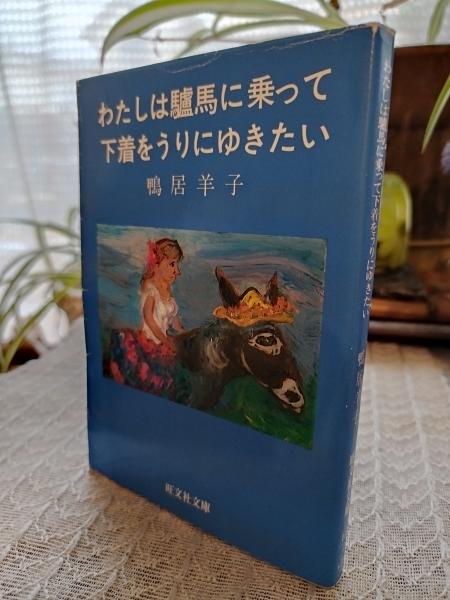 わたしは驢馬に乗って
下着をうりにゆきたい
鴨居羊子
旺文社文庫
わたしは驢馬に乗って下着をうりにゆきたい